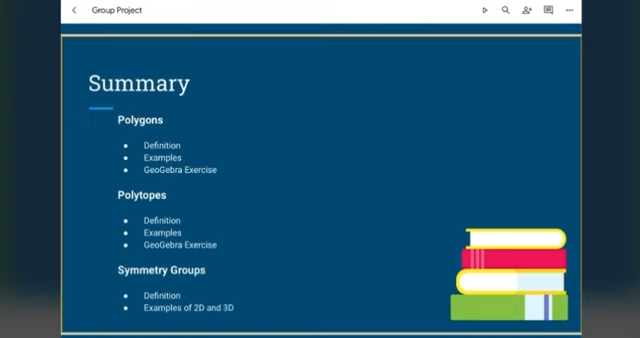 Group Project
Summary
Polygons
● Definition
● Examples
● GeoGebra Exercise
Polytopes
● Definition
● Examples
● GeoGebra Exercise
Symmetry Groups
● Definition
● Examples of 2D and 3D